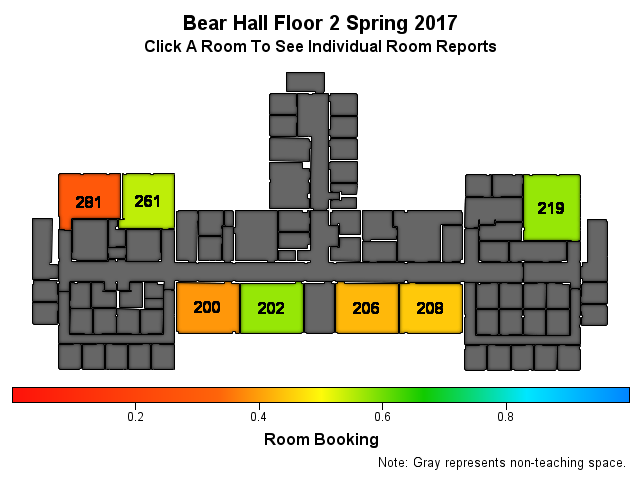 Bear Hall Floor 2 Spring 2017
Click A Room To See Individual Room Reports
281
261
219
200
202
206
208
0.2
0.4
0.6
0.8
Room Booking
Note: Gray represents non-teaching space.